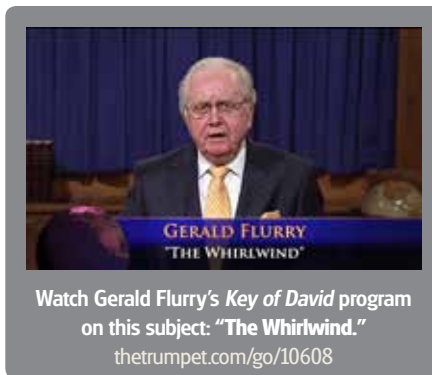 GERALD FLURRY
"THE WHIRLWIND"
Watch Gerald Flurry's Key of David program
on this subject: “The Whirlwind.”
thetrumpet.com/go/10608